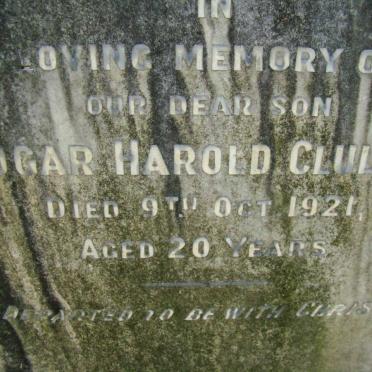 IN
LOVING MEMORY O
OUR DEAR SON
GAR HAROLD CLUL
DIED 9TH OCT 1921,
AGED 20 YEARS
DEPARTED TO BE WITH CHRIS